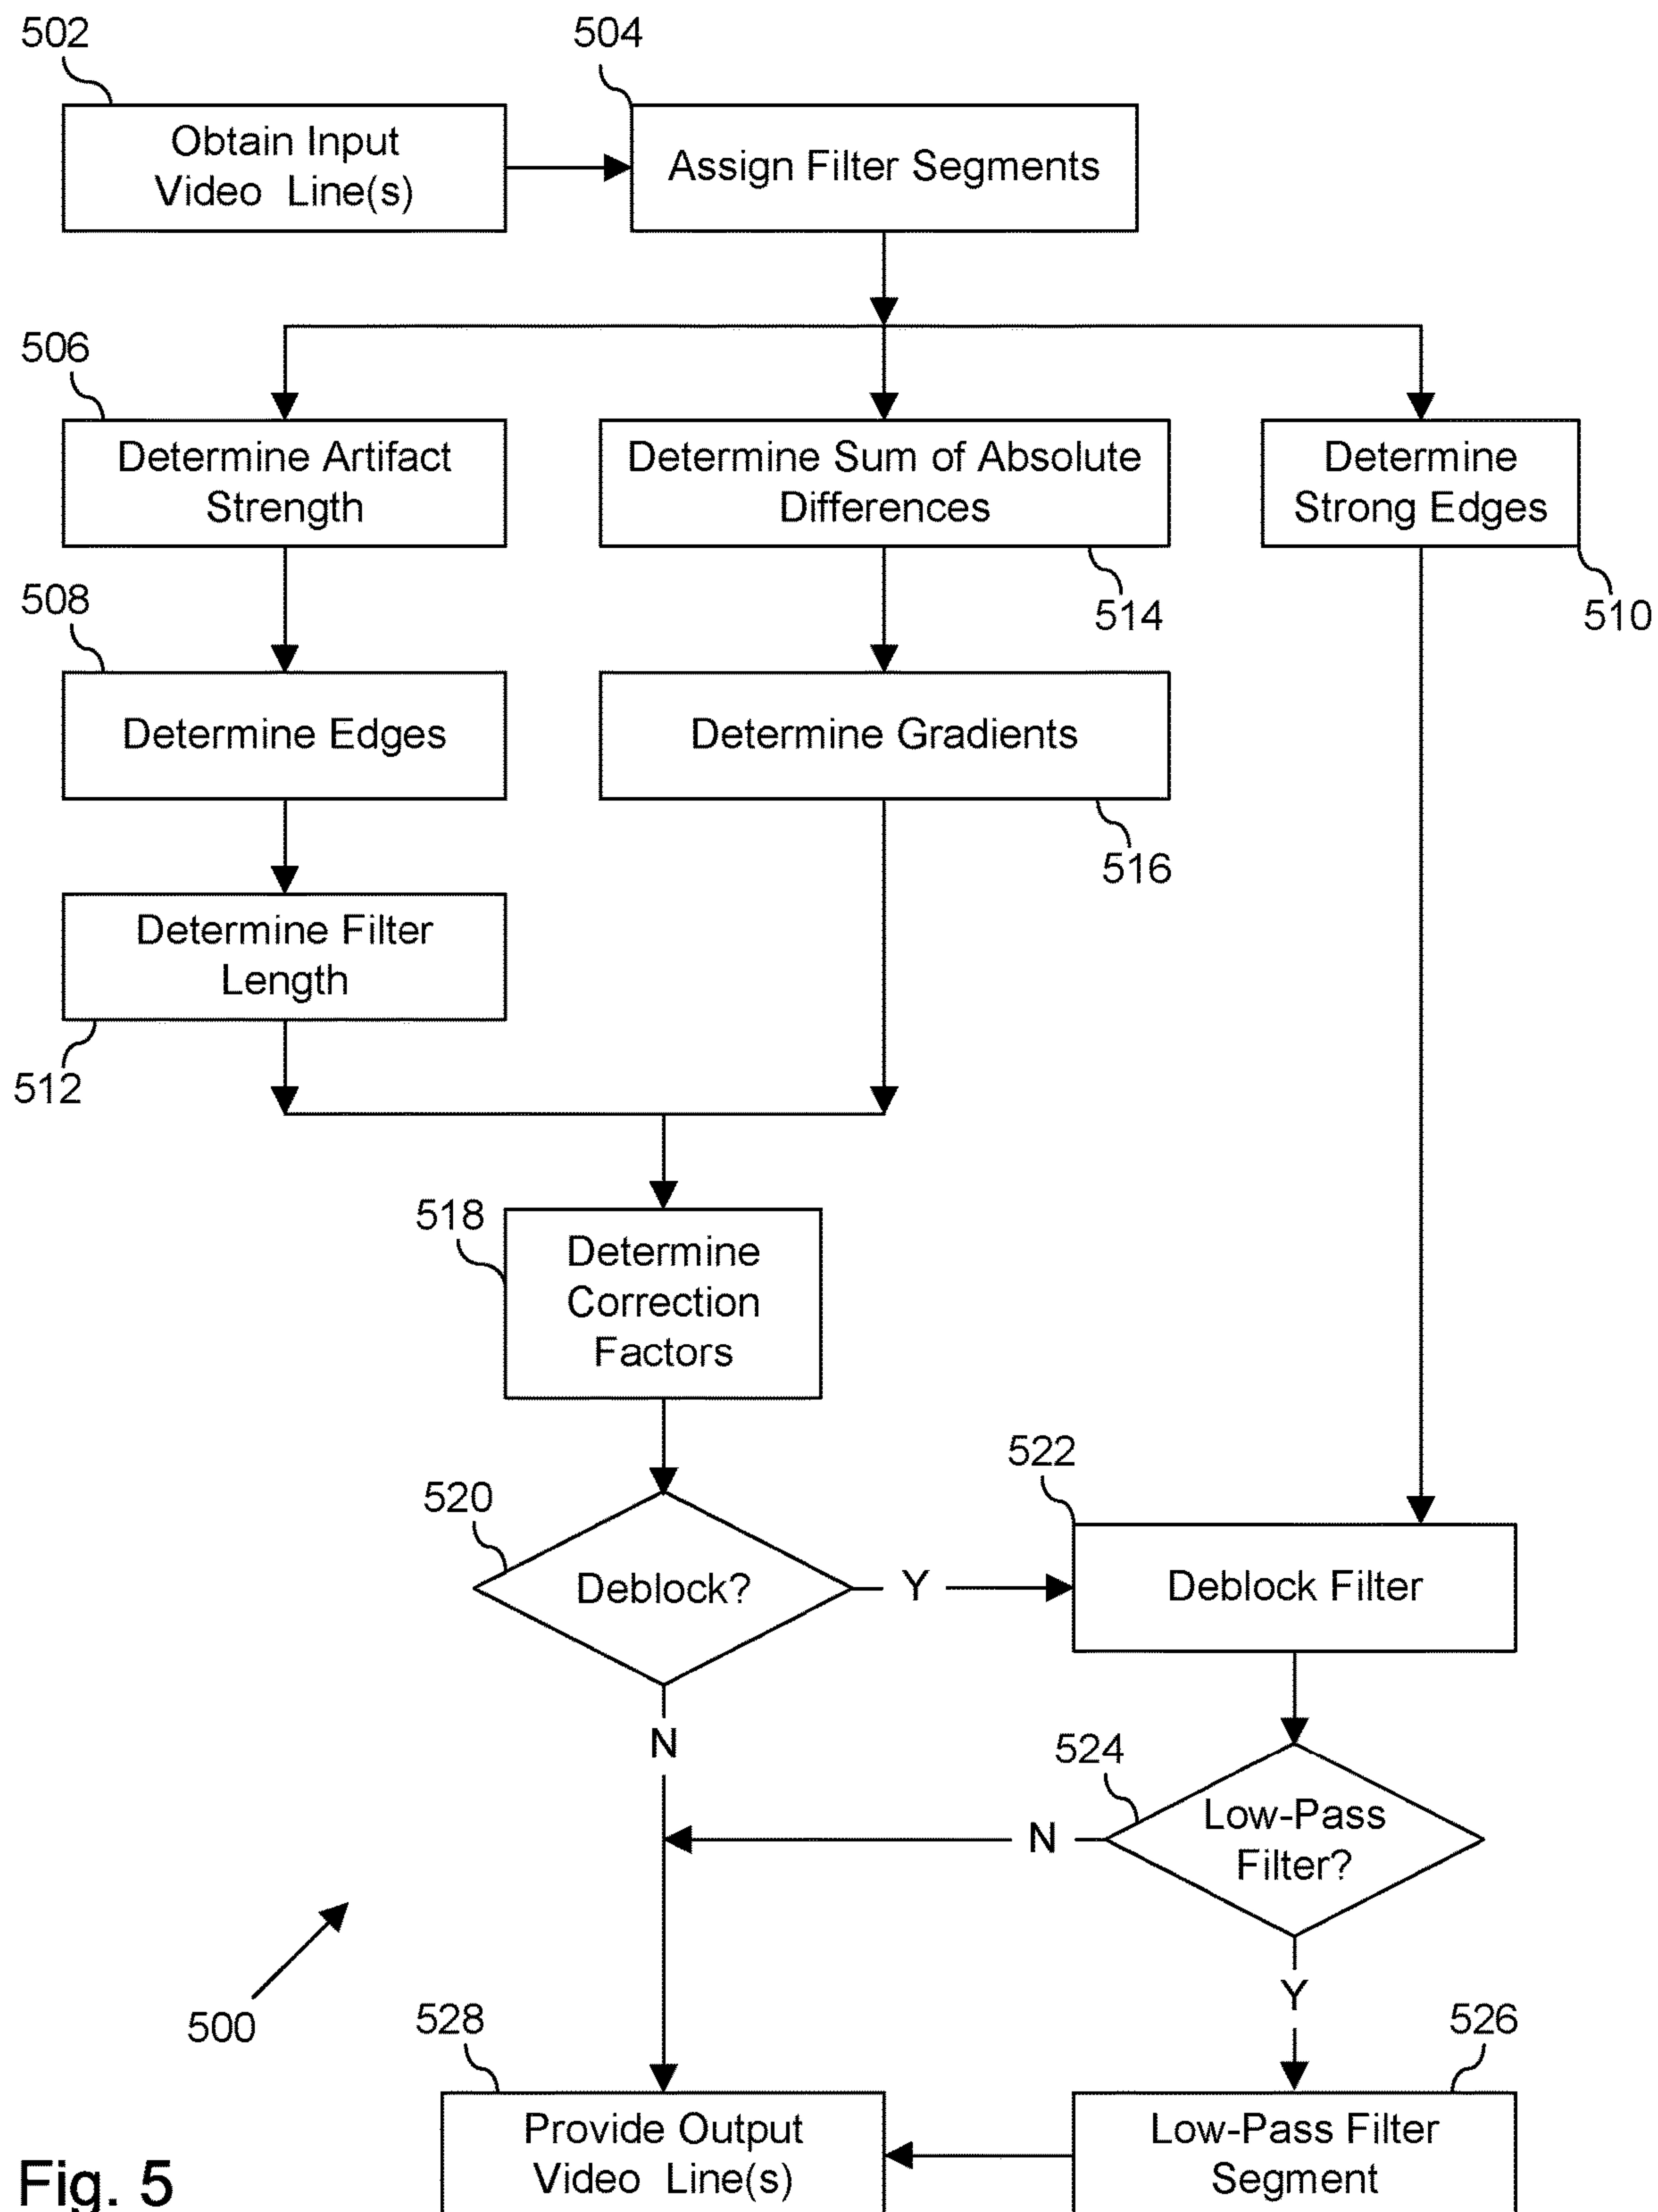 502
504
Obtain Input
Video Line(s)
Assign Filter Segments
506
Determine Artifact
Strength
Determine Sum of Absolute
Differences
Determine
Strong Edges
508
514
510
Determine Edges
Determine Gradients
516
Determine Filter
Length
512
518
Determine
Correction
Factors
522
520
Deblock?
Y
Deblock Filter
N
524
Low-Pass
Filter?
N
Y
500
528
526
Provide Output
Video Line(s)
Low-Pass Filter
Segment
Fig. 5